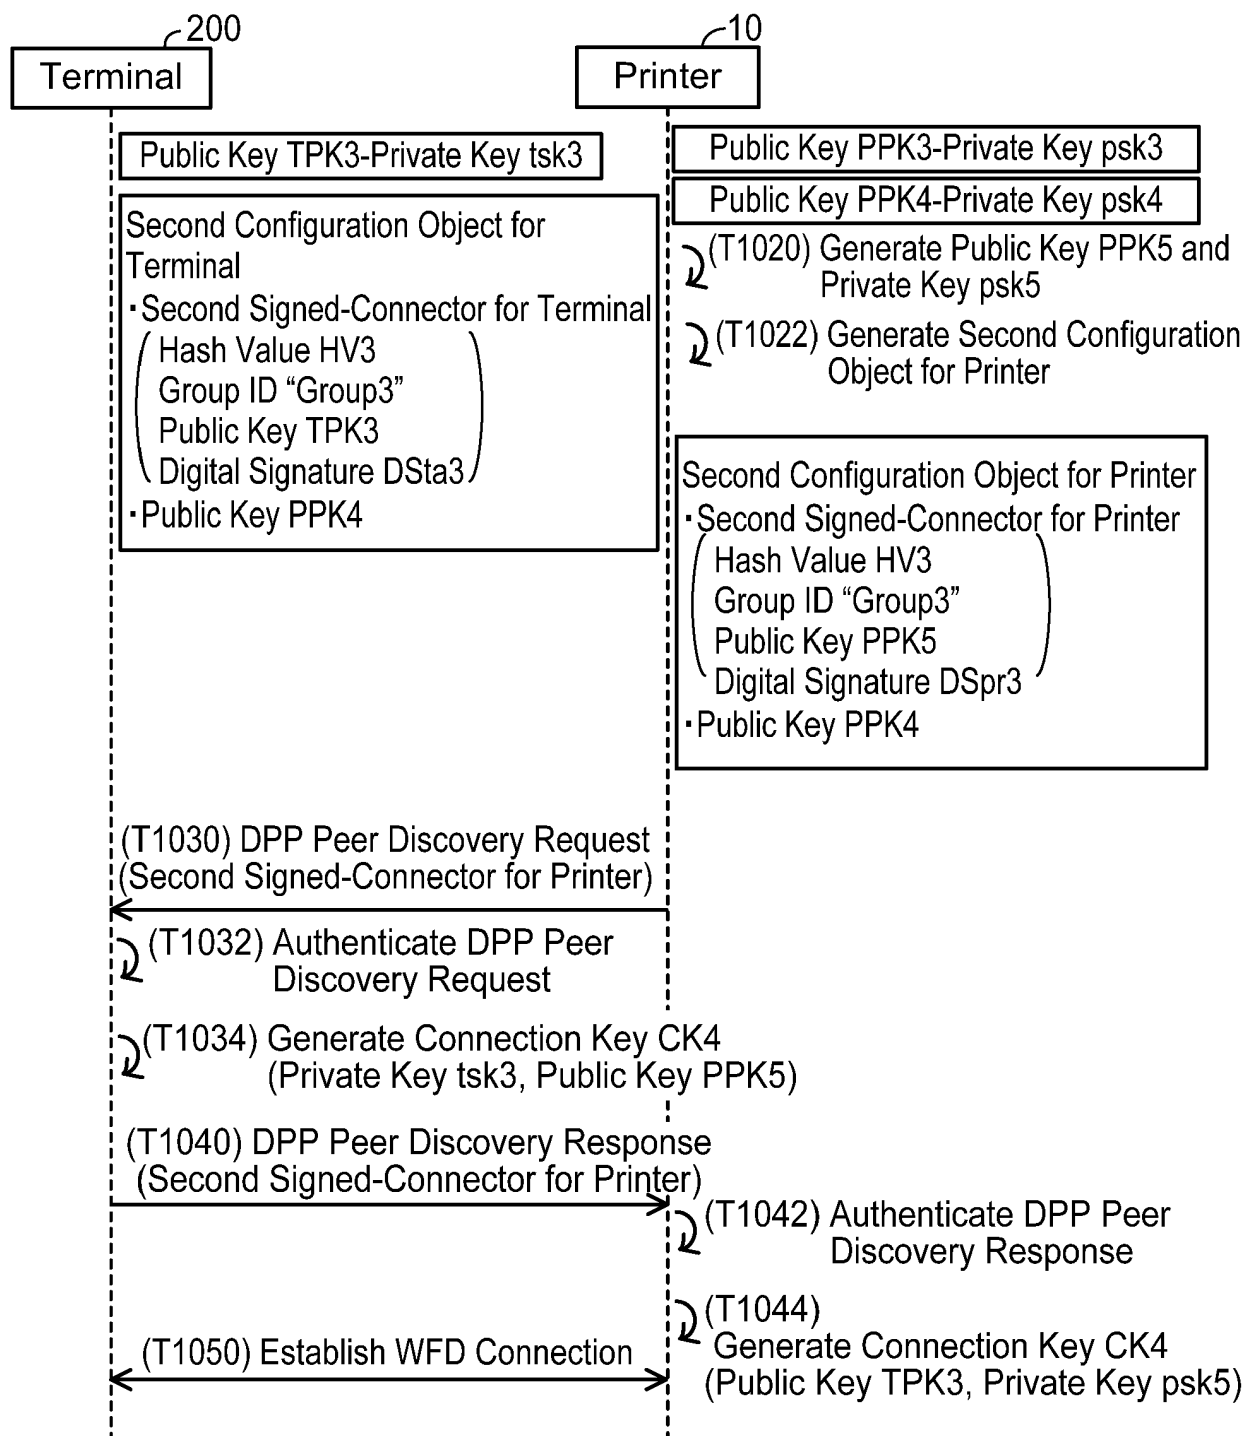 200
10
Terminal
Printer
Public Key TPK3-Private Key tsk3
Public Key PPK3-Private Key psk3
Public Key PPK4-Private Key psk4
Second Configuration Object for
Terminal
·Second Signed-Connector for Terminal
Hash Value HV3
Group ID “Group3”
Public Key TPK3
Digital Signature DSta3
·Public Key PPK4
(T1020) Generate Public Key PPK5 and
Private Key psk5
(T1022) Generate Second Configuration
Object for Printer
Second Configuration Object for Printer
·Second Signed-Connector for Printer
Hash Value HV3
Group ID “Group3”
Public Key PPK5
Digital Signature DSpr3
·Public Key PPK4
(T1030) DPP Peer Discovery Request
(Second Signed-Connector for Printer)
(T1032) Authenticate DPP Peer
Discovery Request
(T1034) Generate Connection Key CK4
(Private Key tsk3, Public Key PPK5)
(T1040) DPP Peer Discovery Response
(Second Signed-Connector for Printer)
(T1042) Authenticate DPP Peer
Discovery Response
(T1044)
Generate Connection Key CK4
(Public Key TPK3, Private Key psk5)
(T1050) Establish WFD Connection